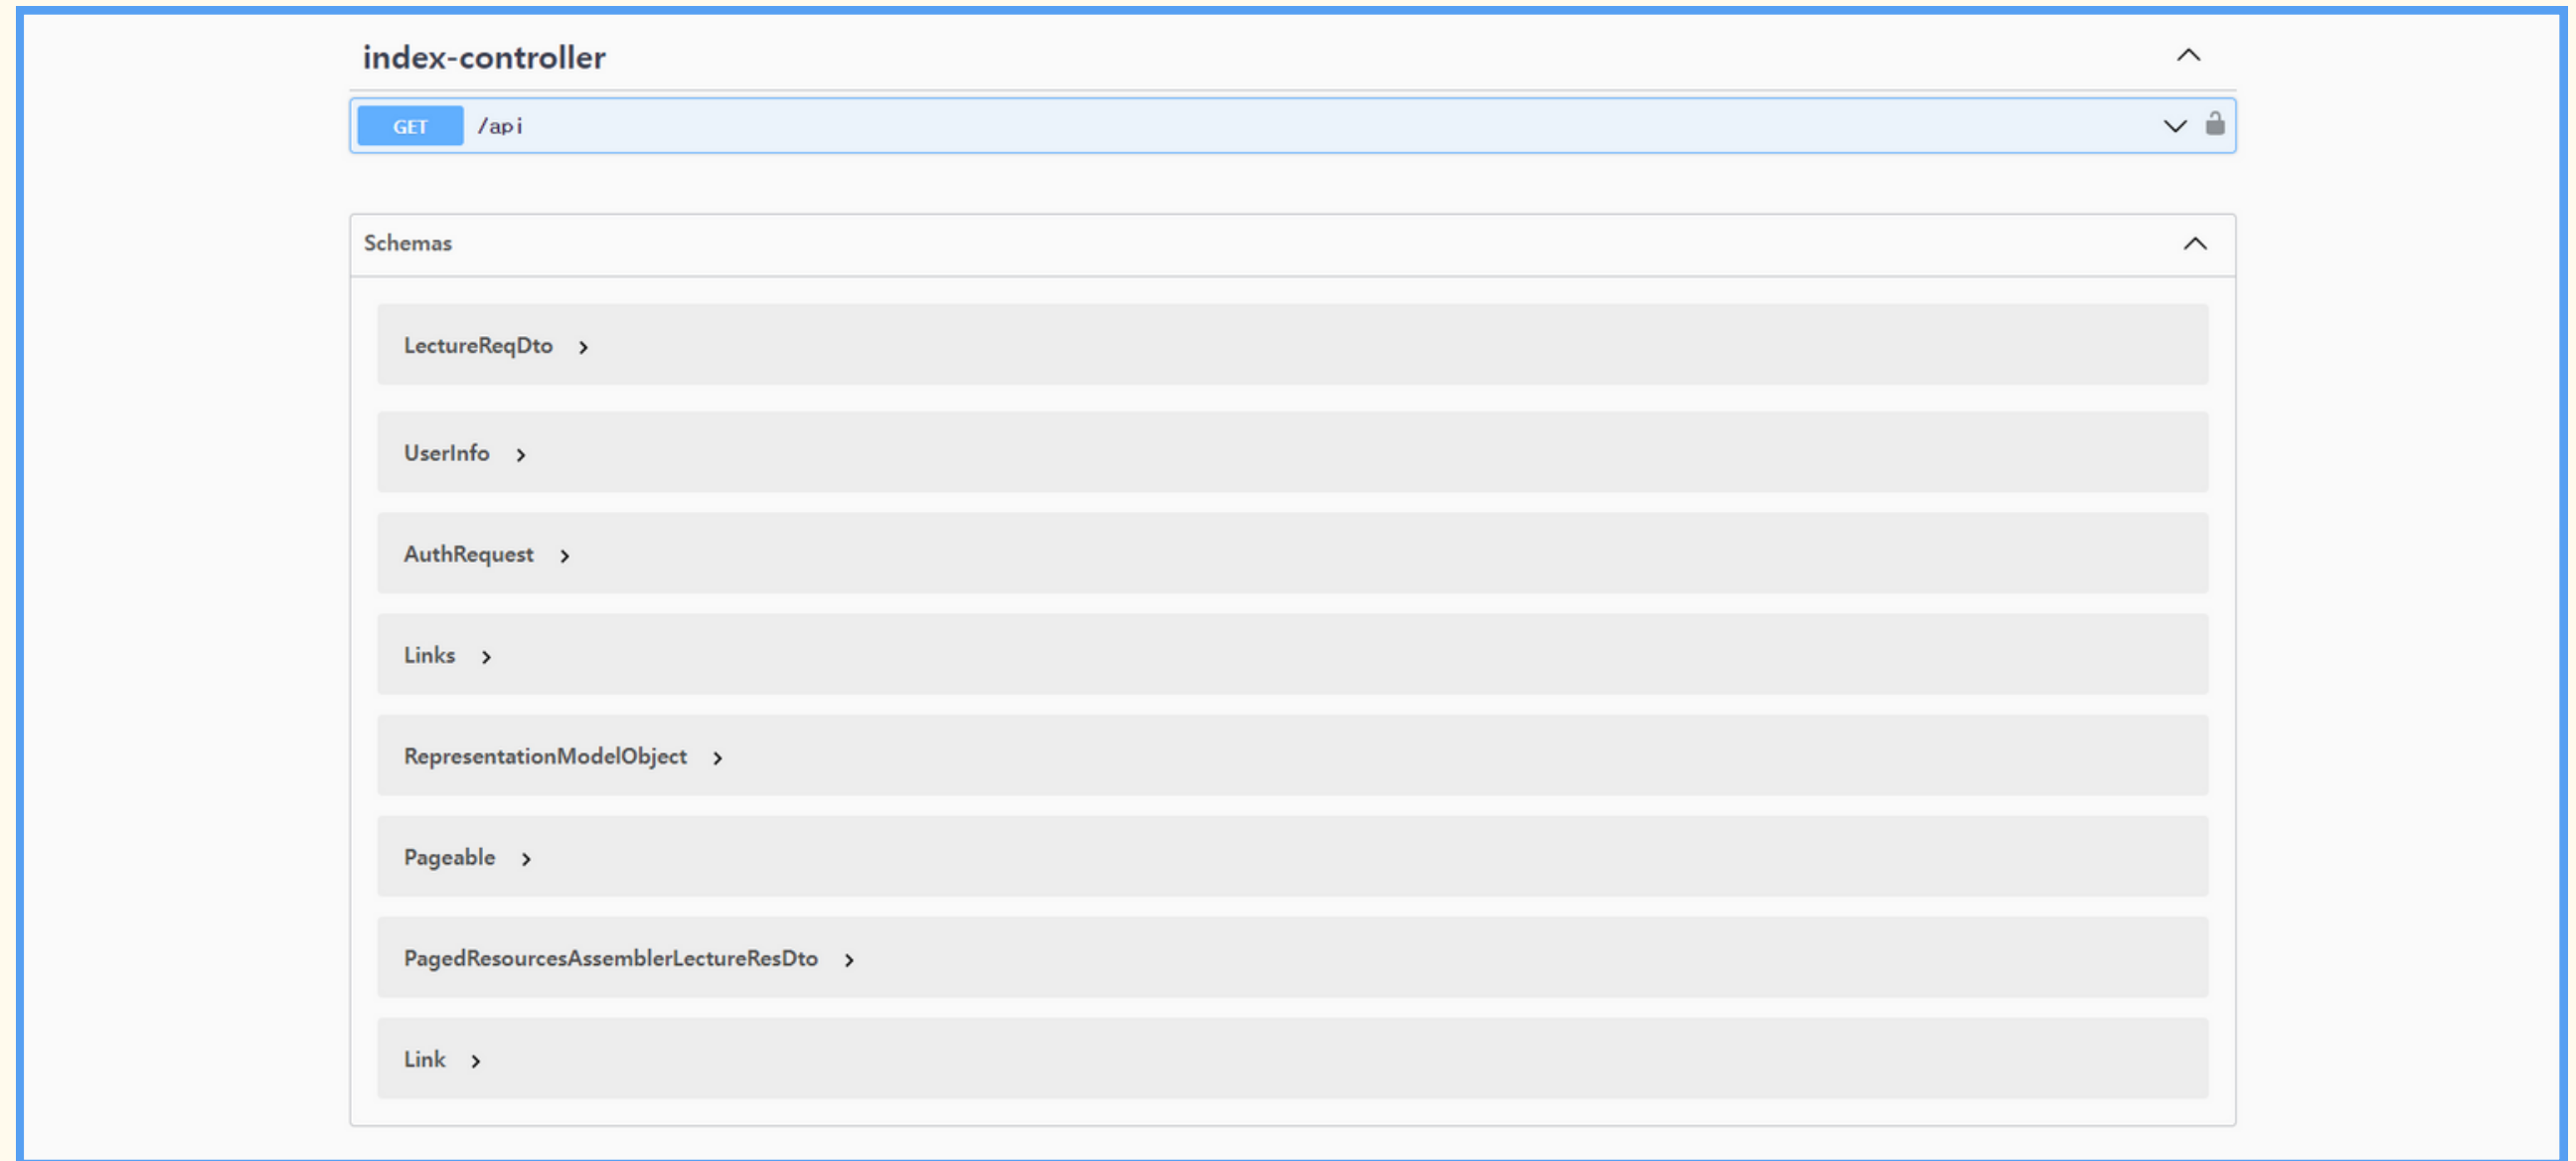 index-controller
GET /api
Schemas
LectureReqDto
UserInfo
AuthRequest
Links
RepresentationModelObject
Pageable
PagedResourcesAssemblerLectureResDto
Link